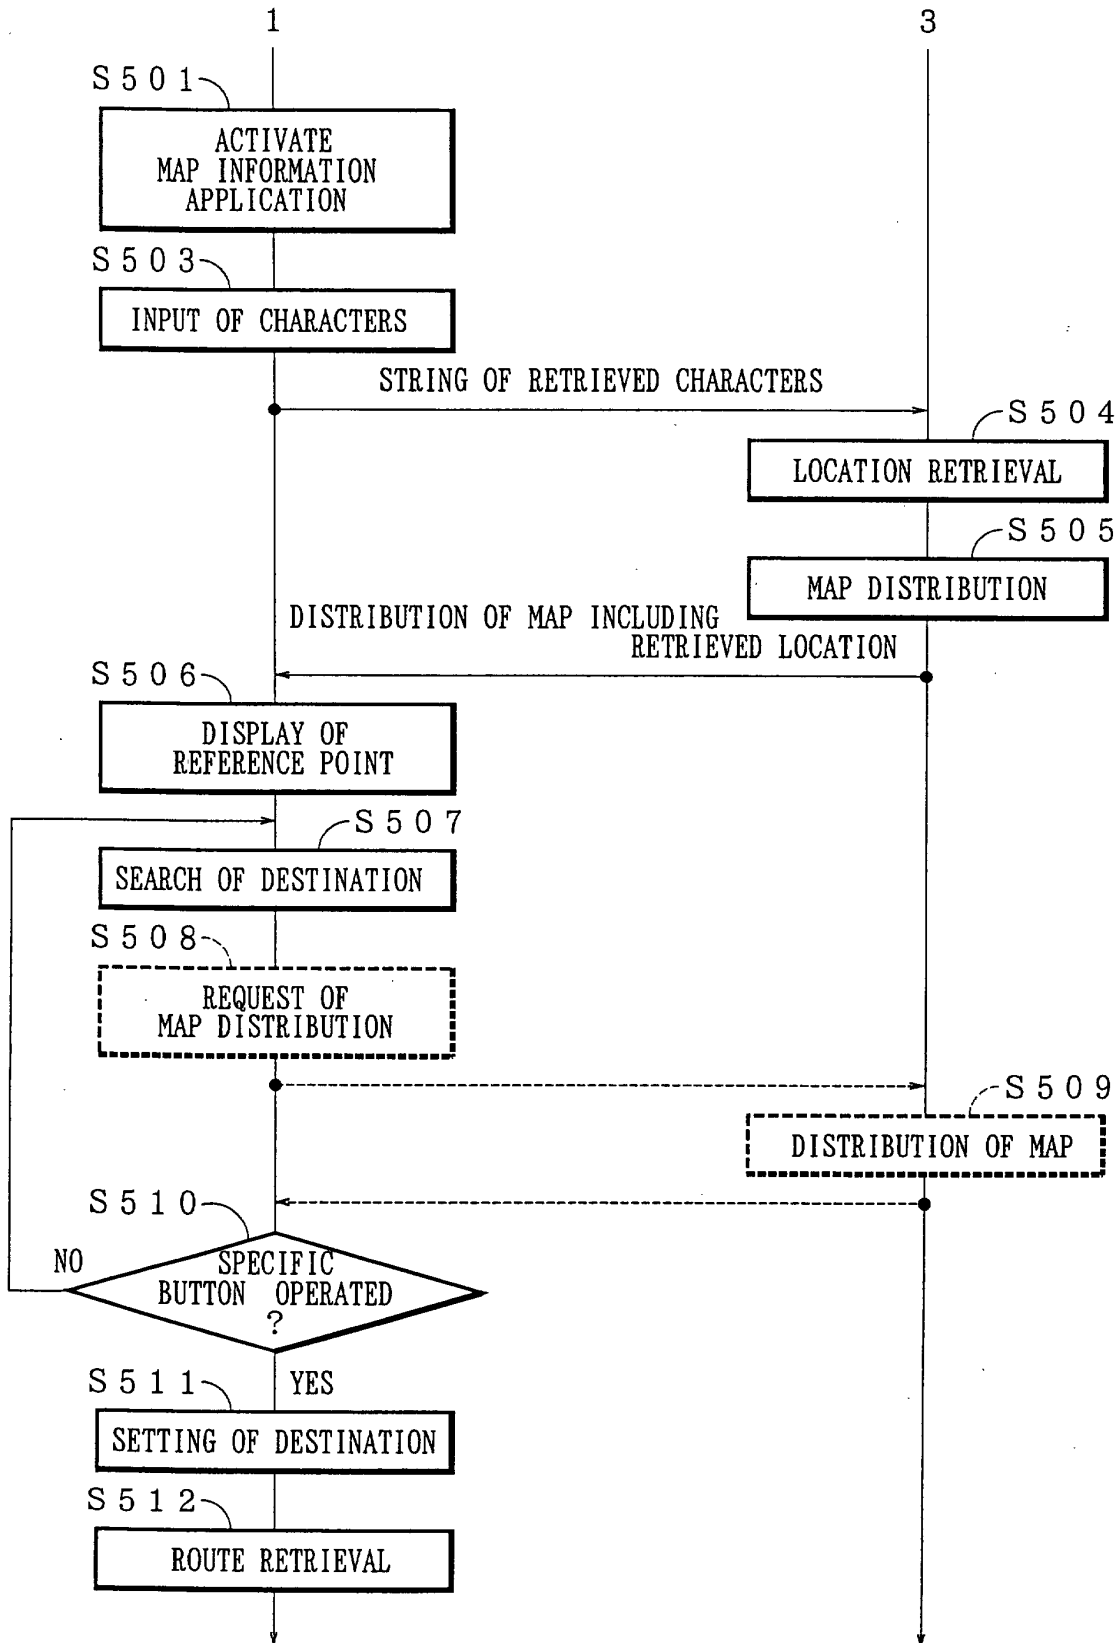 1
3
S501
ACTIVATE
MAP INFORMATION
APPLICATION
S503
INPUT OF CHARACTERS
STRING OF RETRIEVED CHARACTERS
S504
LOCATION RETRIEVAL
S505
MAP DISTRIBUTION
DISTRIBUTION OF MAP INCLUDING
RETRIEVED LOCATION
S506
DISPLAY OF
REFERENCE POINT
S507
SEARCH OF DESTINATION
S508
REQUEST OF
MAP DISTRIBUTION
S509
DISTRIBUTION OF MAP
S510
NO
SPECIFIC
BUTTON OPERATED
?
YES
S511
SETTING OF DESTINATION
S512
ROUTE RETRIEVAL